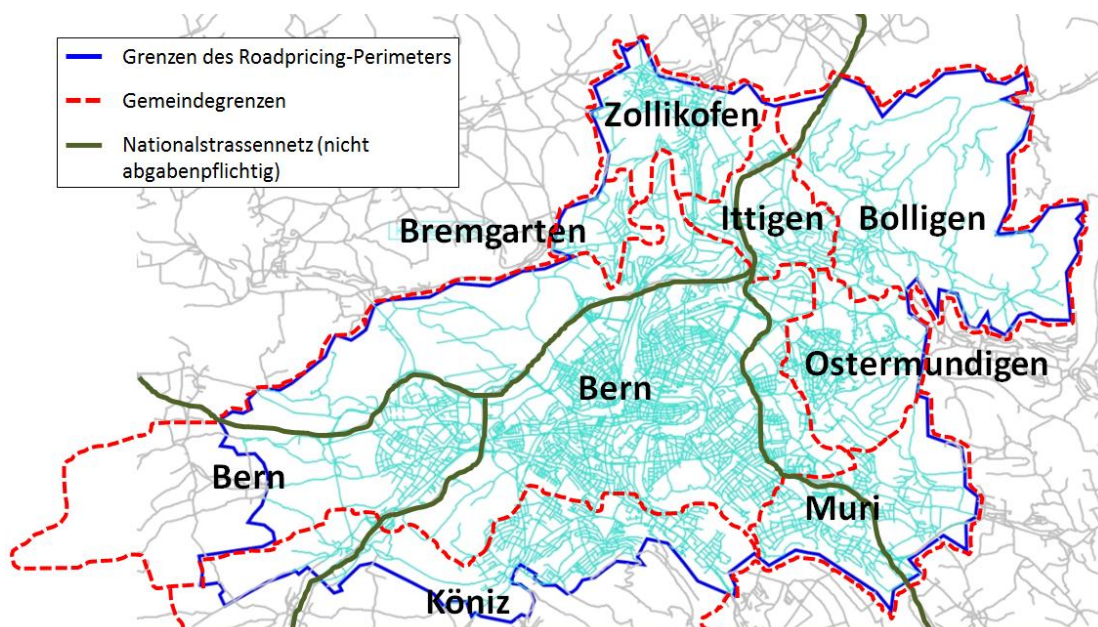 Grenzen des Roadpricing-Perimeters
Gemeindegrenzen
Nationalstrassennetz (nicht
abgabenpflichtig)
Zollikofen
Bremgarten
Ittigen
Bolligen
Ostermundigen
Bern
Bern
Muri
Köniz